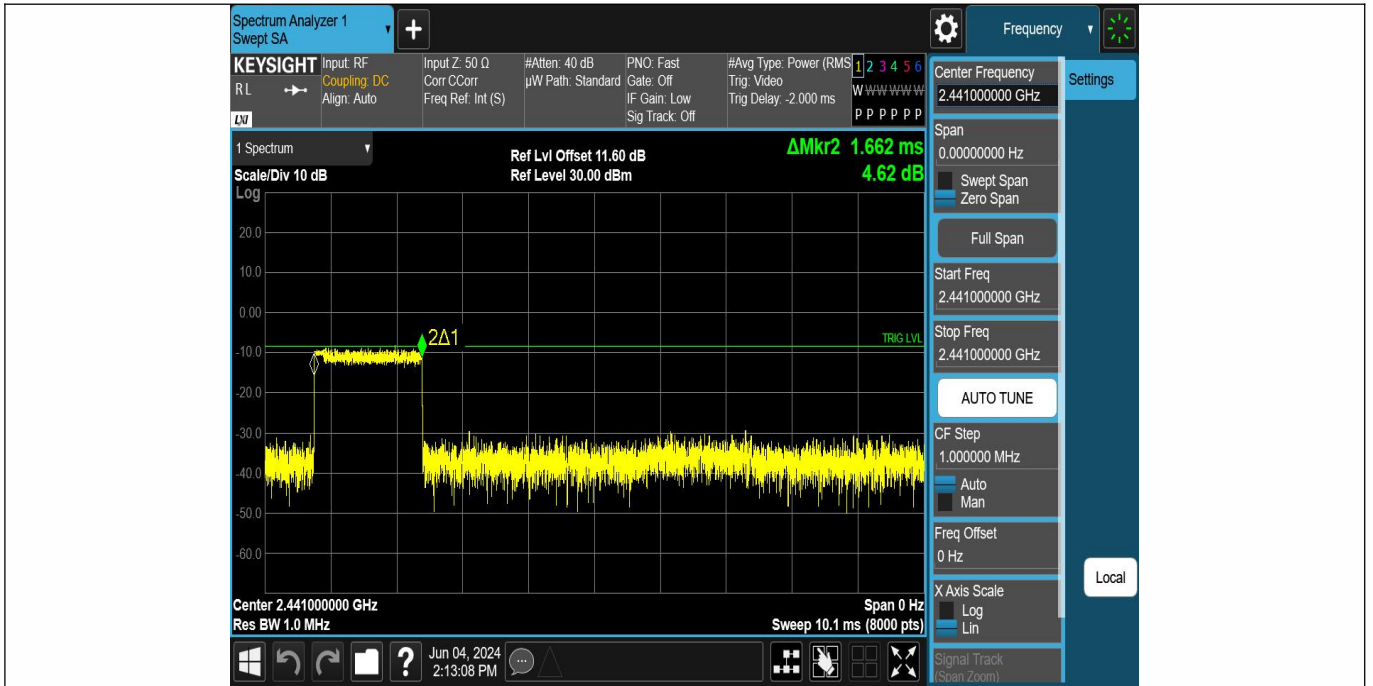 Spectrum Analyzer 1
Swept SA
+
Frequency
KEYSIGHT
RL
LXI
Input: RF
Coupling: DC
Align: Auto
Input Z: 50 Ω
Corr CCorr
Freq Ref: Int (S)
#Atten: 40 dB
µW Path: Standard
PNO: Fast
Gate: Off
IF Gain: Low
Sig Track: Off
#Avg Type: Power (RMS
Trig: Video
Trig Delay: -2.000 ms
1 2 3 4 5 6
W W W W W W
P P P P P P
1 Spectrum
Scale/Div 10 dB
Log
Ref Lvl Offset 11.60 dB
Ref Level 30.00 dBm
ΔMkr2 1.662 ms
4.62 dB
20.0
10.0
0.00
-10.0
-20.0
-30.0
-40.0
-50.0
-60.0
2Δ1
TRIG LVL
Center 2.441000000 GHz
Res BW 1.0 MHz
Span 0 Hz
Sweep 10.1 ms (8000 pts)
Center Frequency
2.441000000 GHz
Settings
Span
0.00000000 Hz
Swept Span
Zero Span
Full Span
Start Freq
2.441000000 GHz
Stop Freq
2.441000000 GHz
AUTO TUNE
CF Step
1.000000 MHz
Auto
Man
Freq Offset
0 Hz
X Axis Scale
Log
Lin
Local
Signal Track
(Span Zoom)
?
Jun 04, 2024
2:13:08 PM